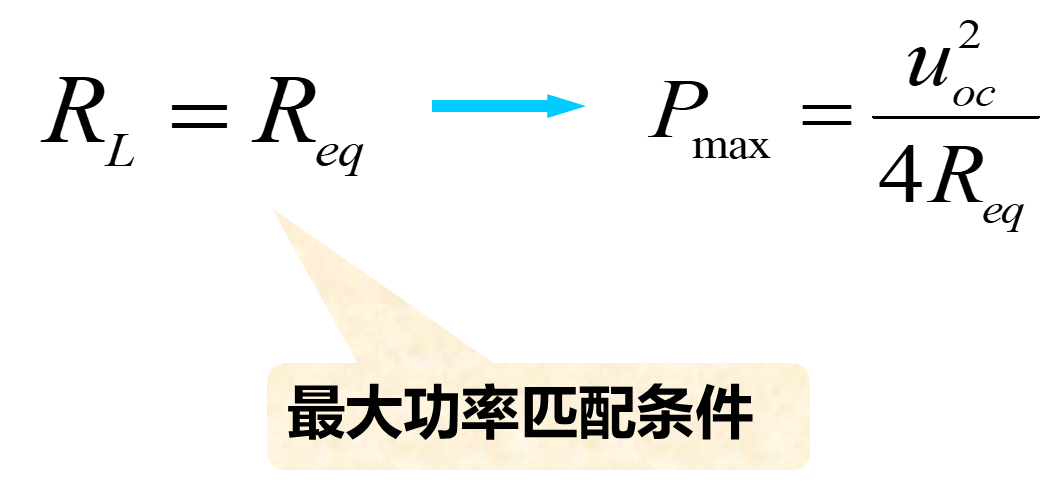 R_L = R_eq → P_max = u_oc^2 / 4R_eq
最大功率匹配条件